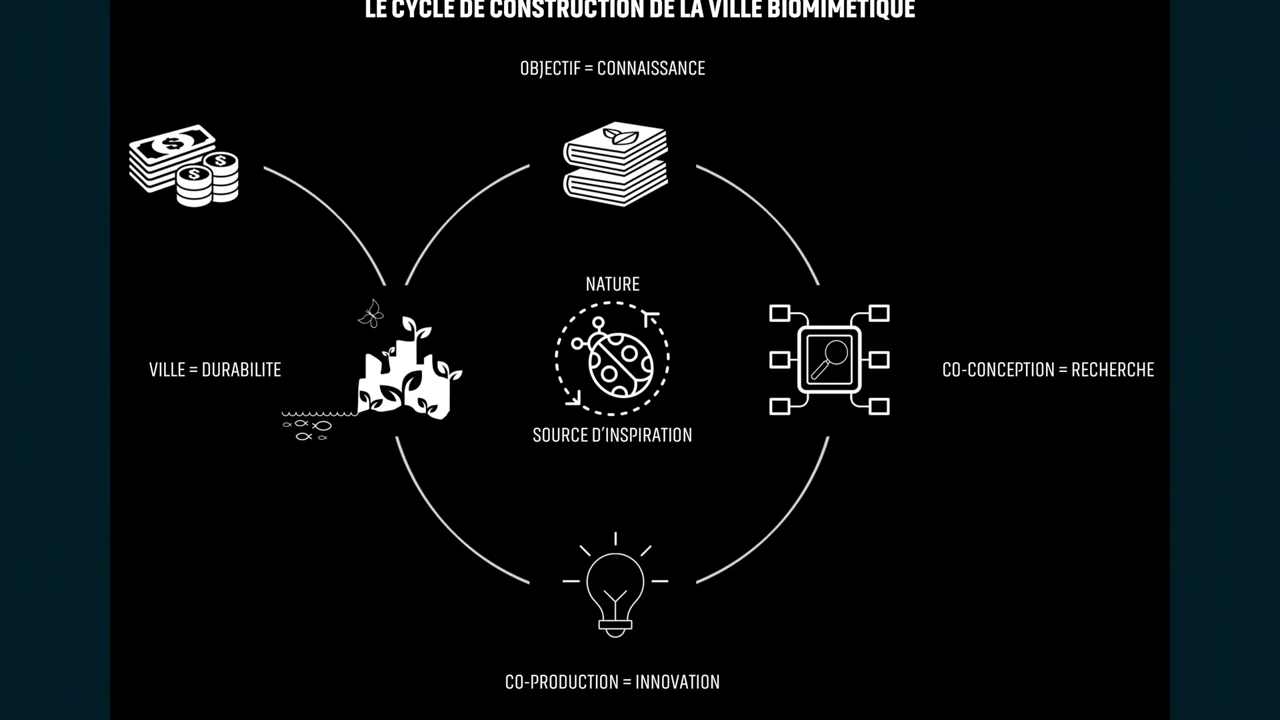 LE CYCLE DE CONSTRUCTION DE LA VILLE BIOMIMÉTIQUE
OBJECTIF = CONNAISSANCE
NATURE
VILLE = DURABILITE
CO-CONCEPTION = RECHERCHE
SOURCE D'INSPIRATION
CO-PRODUCTION = INNOVATION